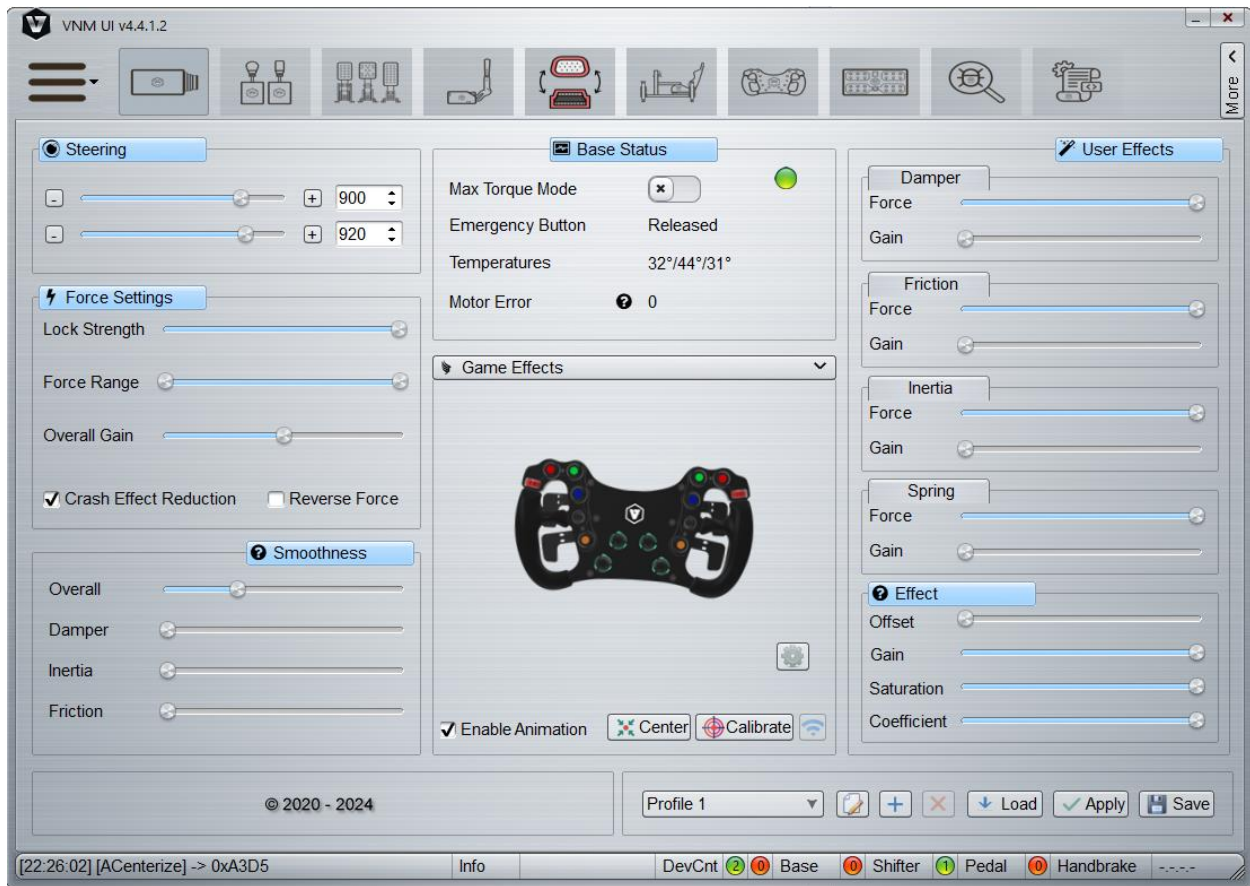 VNM UI v4.4.1.2
More
Steering
- + 900
- + 920
Force Settings
Lock Strength
Force Range
Overall Gain
Crash Effect Reduction Reverse Force
Smoothness
Overall
Damper
Inertia
Friction
Base Status
Max Torque Mode
Emergency Button Released
Temperatures 32°/44°/31°
Motor Error 0
Game Effects
Enable Animation Center Calibrate
User Effects
Damper
Force
Gain
Friction
Force
Gain
Inertia
Force
Gain
Spring
Force
Gain
Effect
Offset
Gain
Saturation
Coefficient
© 2020 - 2024
Profile 1 Load Apply Save
[22:26:02] [ACenterize] -> 0xA3D5 Info DevCnt 2 0 Base 0 Shifter 1 Pedal 0 Handbrake -.-.-.-